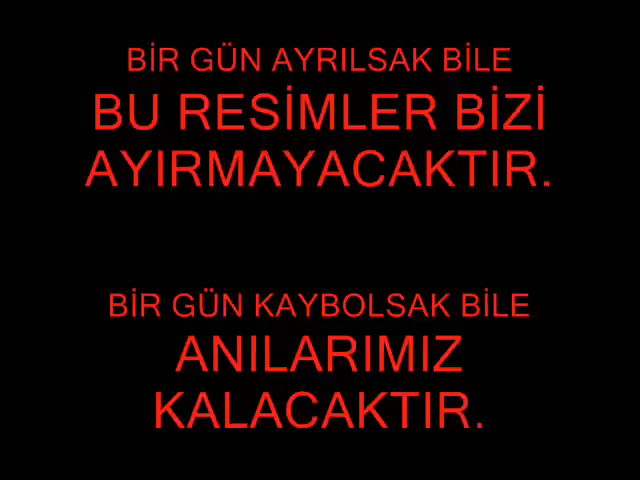 BİR GÜN AYRILSAK BİLE
BU RESİMLER BİZİ
AYIRMAYACAKTIR.
BİR GÜN KAYBOLSAK BİLE
ANILARIMIZ
KALACAKTIR.